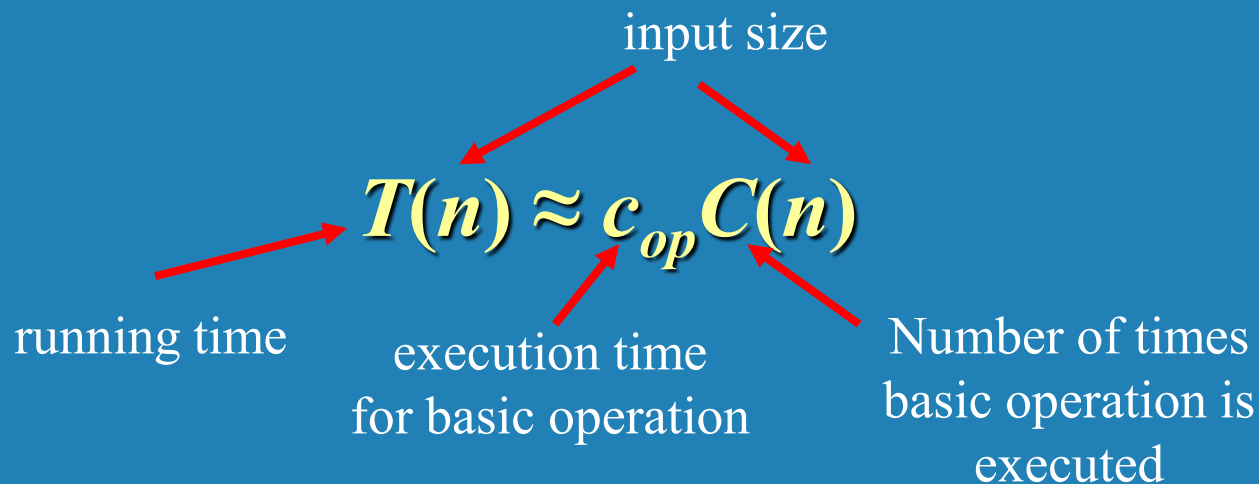 input size
T(n) ≈ c_op C(n)
running time
execution time
for basic operation
Number of times
basic operation is
executed